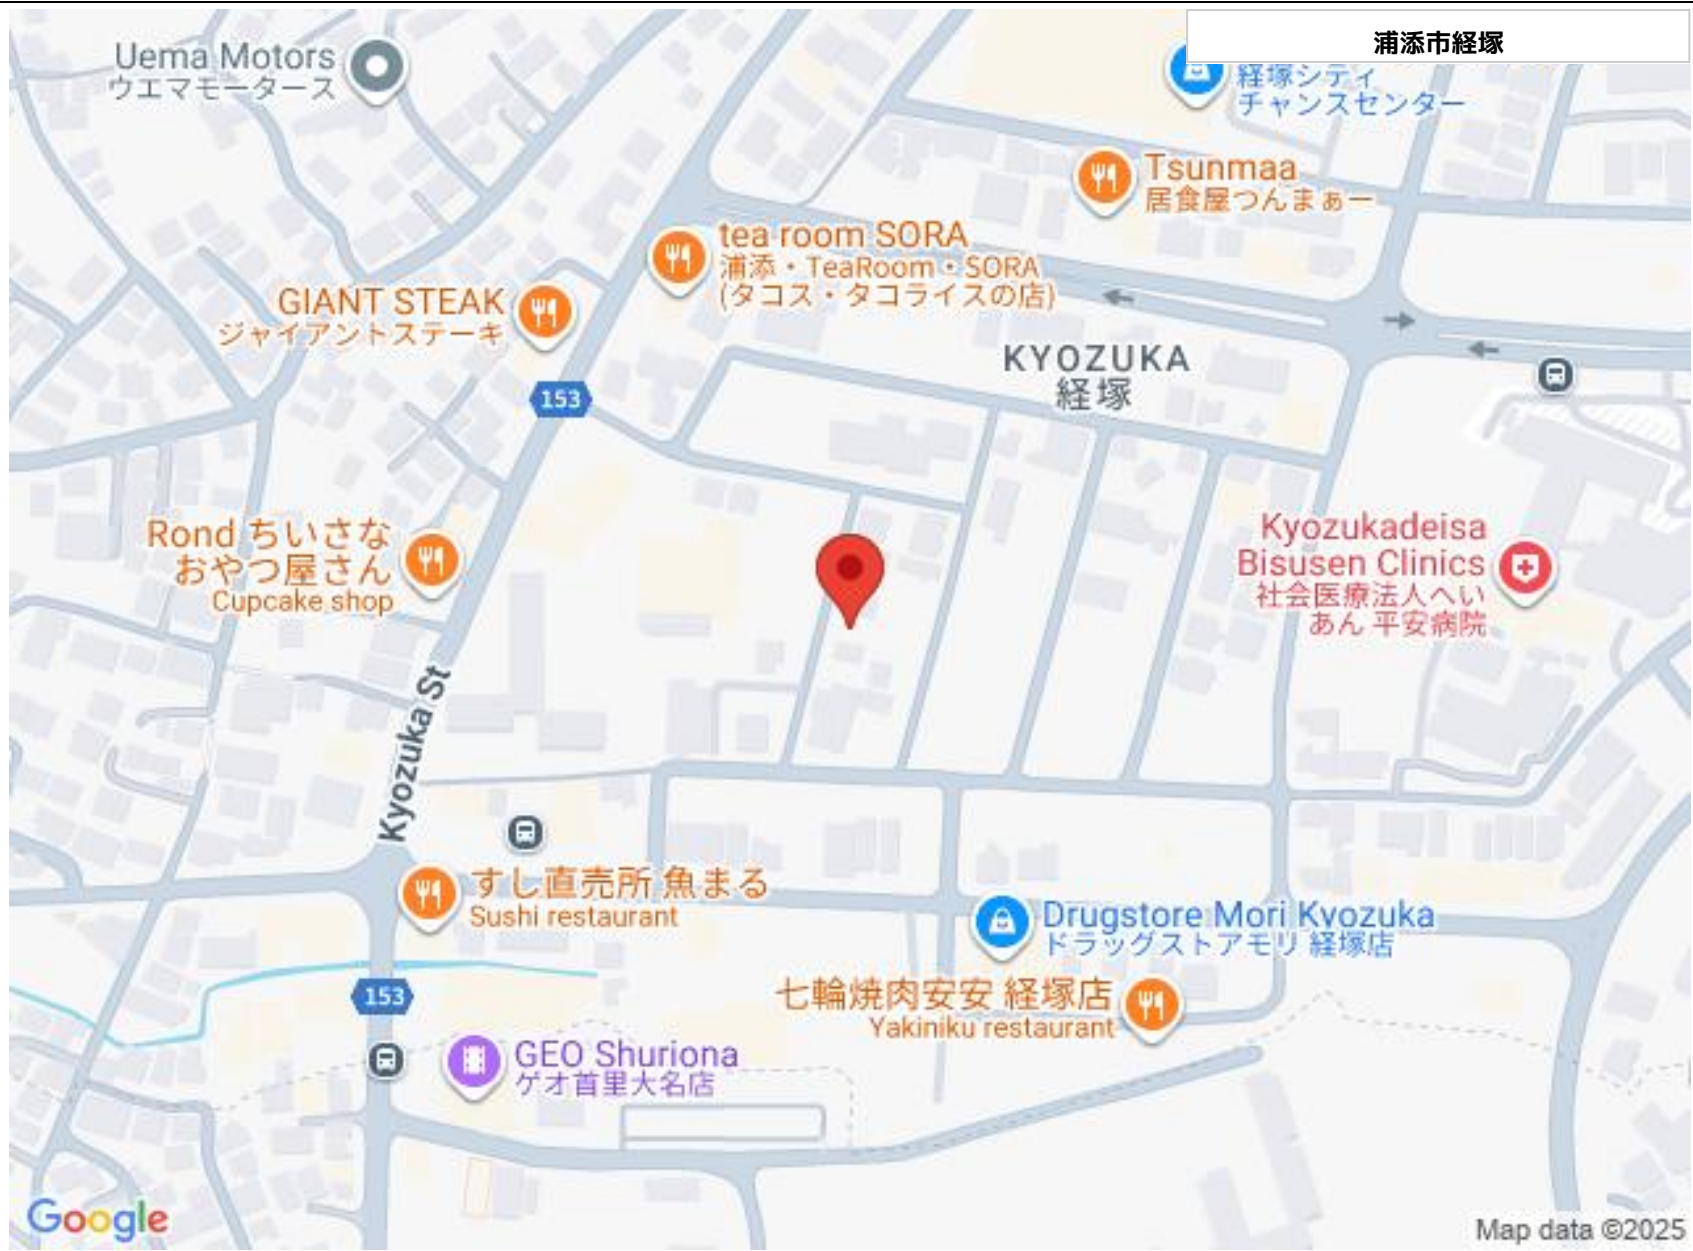 浦添市経塚
Uema Motors
ウエマモータース
経塚シティ
チャンスセンター
Tsunmaa
居食屋つんまぁー
tea room SORA
浦添・TeaRoom・SORA
(タコス・タコライスの店)
GIANT STEAK
ジャイアントステーキ
KYOZUKA
経塚
153
Rond ちいさな
おやつ屋さん
Cupcake shop
Kyozukadeisa
Bisusen Clinics
社会医療法人へい
あん 平安病院
Kyozuka St
すし直売所 魚まる
Sushi restaurant
Drugstore Mori Kyozuka
ドラッグストアモリ 経塚店
七輪焼肉安安 経塚店
Yakiniku restaurant
153
GEO Shuriona
ゲオ首里大名店
Google
Map data ©2025